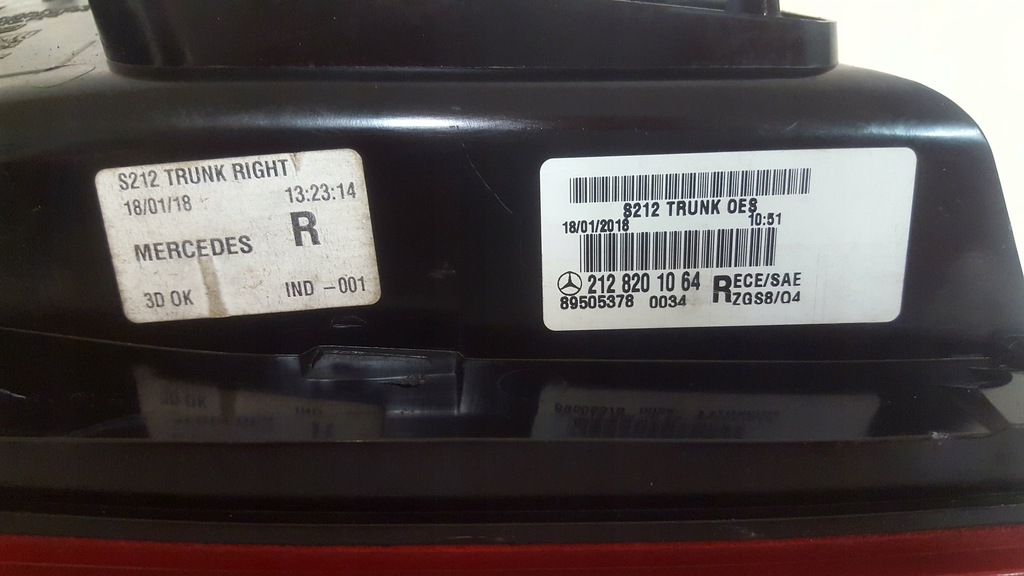 S212 TRUNK RIGHT
18/01/18 13:23:14
MERCEDES R
3D OK IND -001
S212 TRUNK OES
18/01/2018 10:51
212 820 10 64 R ECE/SAE
89505378 0034 ZGS8/04